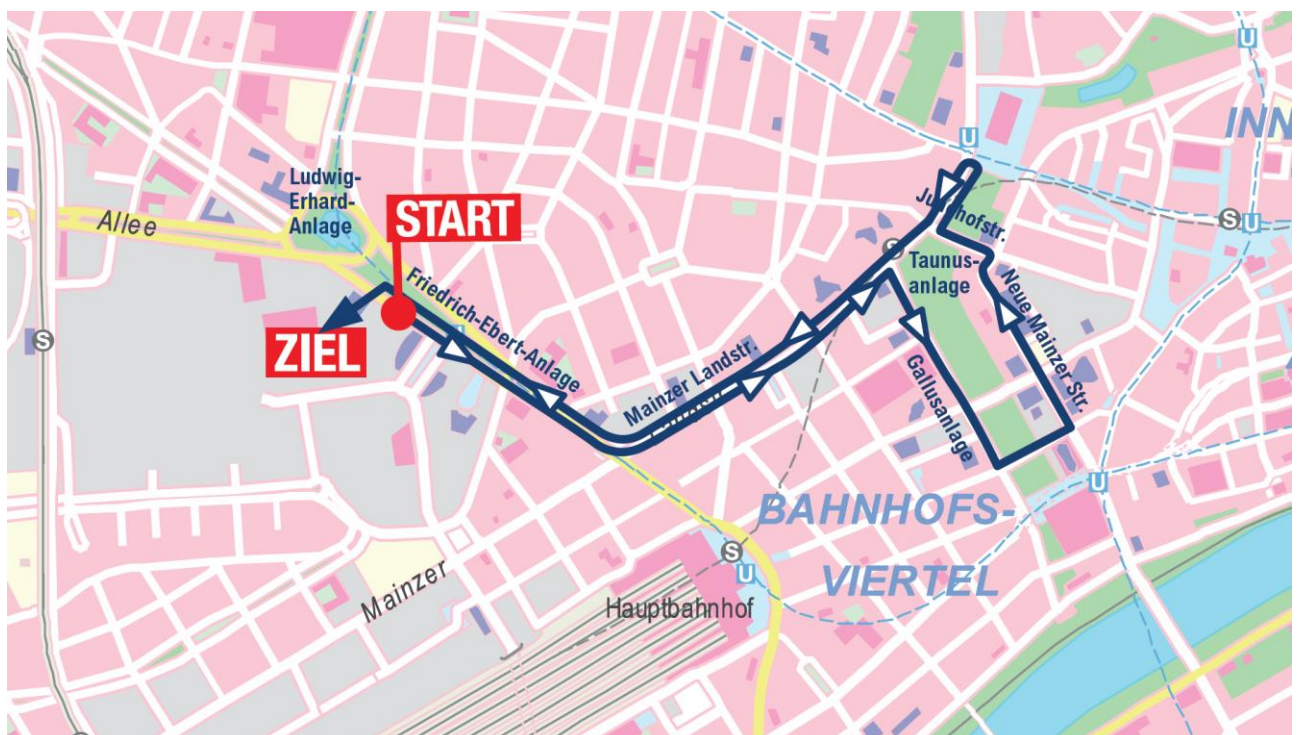 U
U
INN
Ludwig-
Erhard-
Anlage
START
Allee
Junghofstr.
S
U
S
Taunus-
anlage
Friedrich-Ebert-Anlage
Neue Mainzer Str.
ZIEL
S
Mainzer Landstr.
Gallusanlage
U
BAHNHOFS-
VIERTEL
S
U
Mainzer
Hauptbahnhof
S